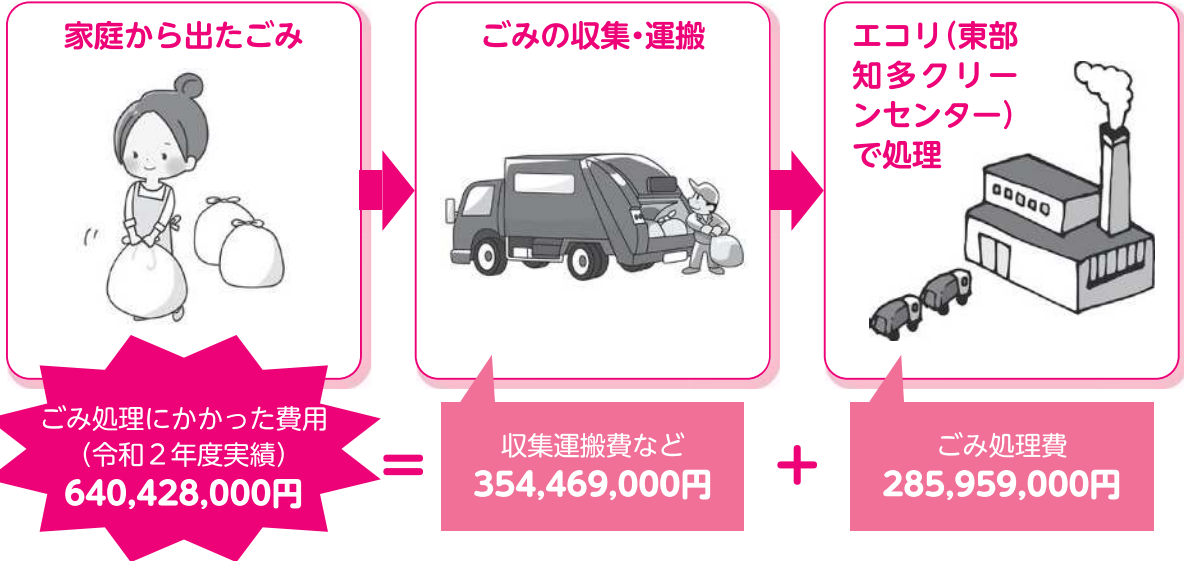 家庭から出たごみ
ごみの収集・運搬
エコリ（東部
知多クリー
ンセンター）
で処理
ごみ処理にかかった費用
（令和２年度実績）
640,428,000円
＝
収集運搬費など
354,469,000円
＋
ごみ処理費
285,959,000円